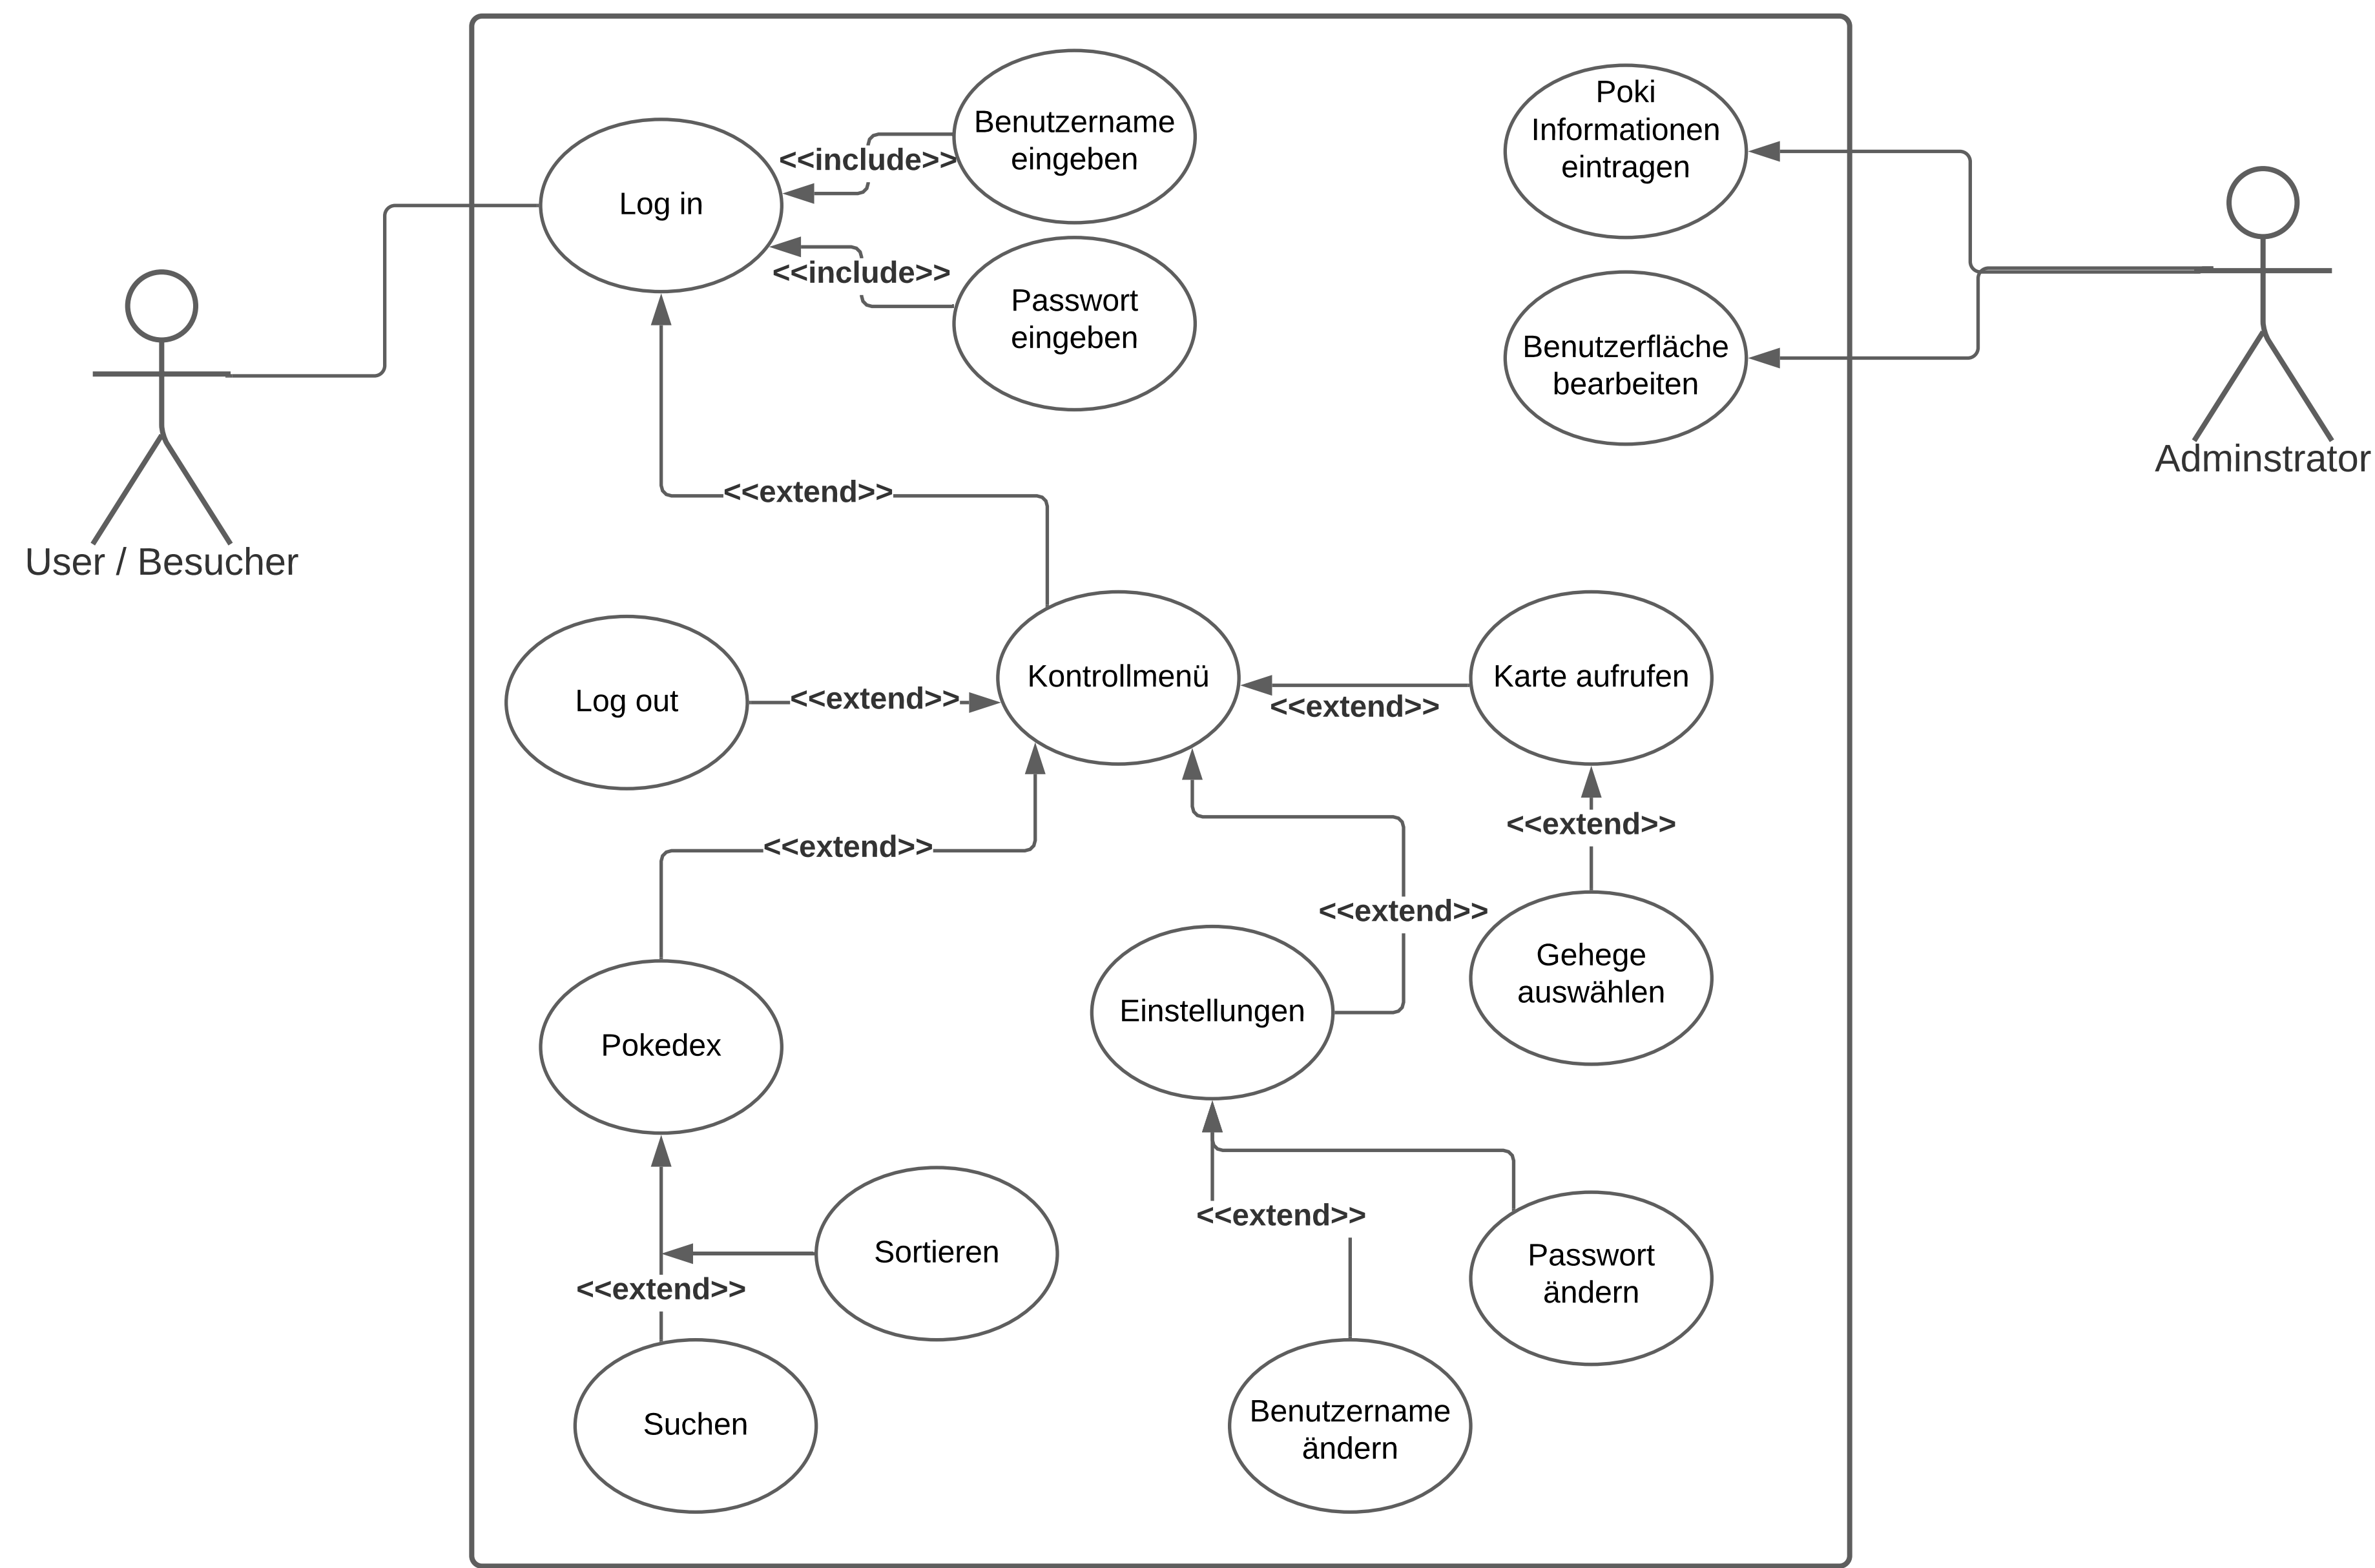 Benutzername
eingeben
Poki
Informationen
eintragen
<<include>>
Log in
<<include>>
Passwort
eingeben
Benutzerfläche
bearbeiten
Adminstrator
<<extend>>
User / Besucher
Log out
<<extend>>
Kontrollmenü
<<extend>>
Karte aufrufen
<<extend>>
<<extend>>
<<extend>>
Gehege
auswählen
Einstellungen
Pokedex
<<extend>>
Sortieren
Passwort
ändern
<<extend>>
Suchen
Benutzername
ändern